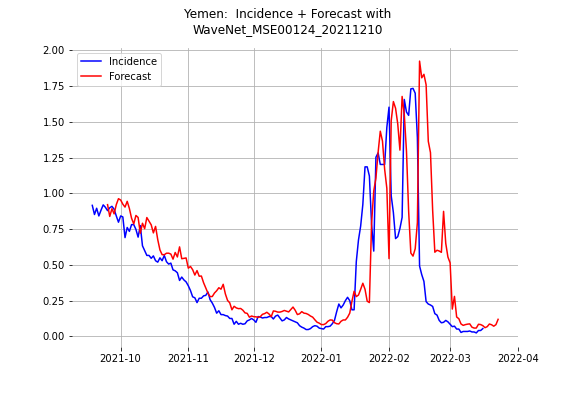 Yemen:  Incidence + Forecast with
WaveNet_MSE00124_20211210
Incidence
Forecast
2.00
1.75
1.50
1.25
1.00
0.75
0.50
0.25
0.00
2021-10 2021-11 2021-12 2022-01 2022-02 2022-03 2022-04